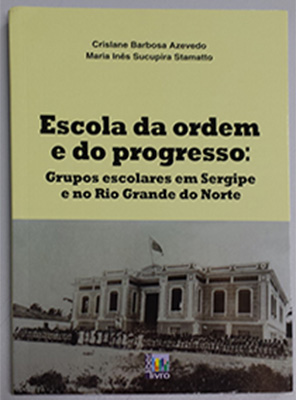 Crislane Barbosa Azevedo
Maria Inês Sucupira Stamatto
Escola da ordem
e do progresso:
Grupos escolares em Sergipe
e no Rio Grande do Norte
livro